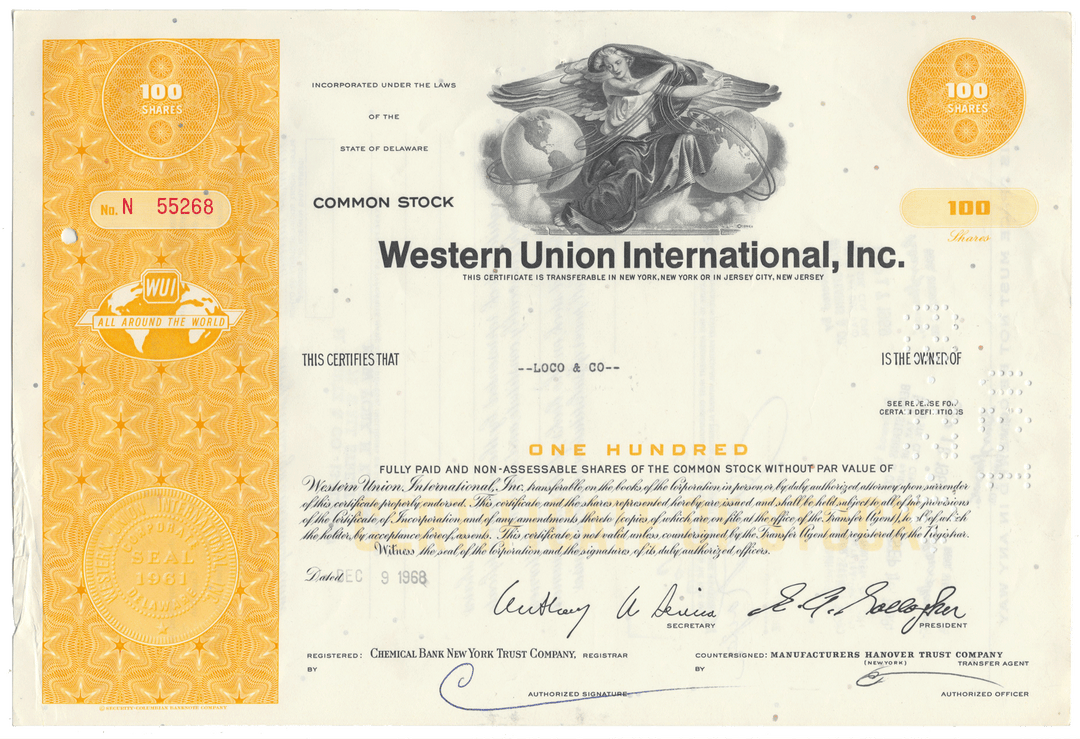 100
SHARES
INCORPORATED UNDER THE LAWS
OF THE
STATE OF DELAWARE
COMMON STOCK
100
SHARES
No. N 55268
100
Shares
Western Union International, Inc.
THIS CERTIFICATE IS TRANSFERABLE IN NEW YORK, NEW YORK OR IN JERSEY CITY, NEW JERSEY
WUI
ALL AROUND THE WORLD
THIS CERTIFIES THAT
--LOCO & CO--
IS THE OWNER OF
SEE REVERSE FOR
CERTAIN DEFINITIONS
ONE HUNDRED
FULLY PAID AND NON-ASSESSABLE SHARES OF THE COMMON STOCK WITHOUT PAR VALUE OF
Western Union International, Inc. transferable on the books of the Corporation in person or by duly authorized attorney upon surrender
of this certificate properly endorsed. This certificate and the shares represented hereby are issued and shall be held subject to all of the provisions
of the Certificate of Incorporation and of any amendments thereto (copies of which are on file at the office of the Transfer Agent), to all of which
the holder, by acceptance hereof, assents. This certificate is not valid unless countersigned by the Transfer Agent and registered by the Registrar.
Witness the seal of the Corporation and the signatures of its duly authorized officers.
Dated DEC 9 1968
SEAL
1961
DELAWARE
SECRETARY
E. A. Gallagher
PRESIDENT
REGISTERED: CHEMICAL BANK NEW YORK TRUST COMPANY, REGISTRAR
BY
AUTHORIZED SIGNATURE
COUNTERSIGNED: MANUFACTURERS HANOVER TRUST COMPANY
(NEW YORK) TRANSFER AGENT
BY
AUTHORIZED OFFICER
© SECURITY-COLUMBIAN BANKNOTE COMPANY